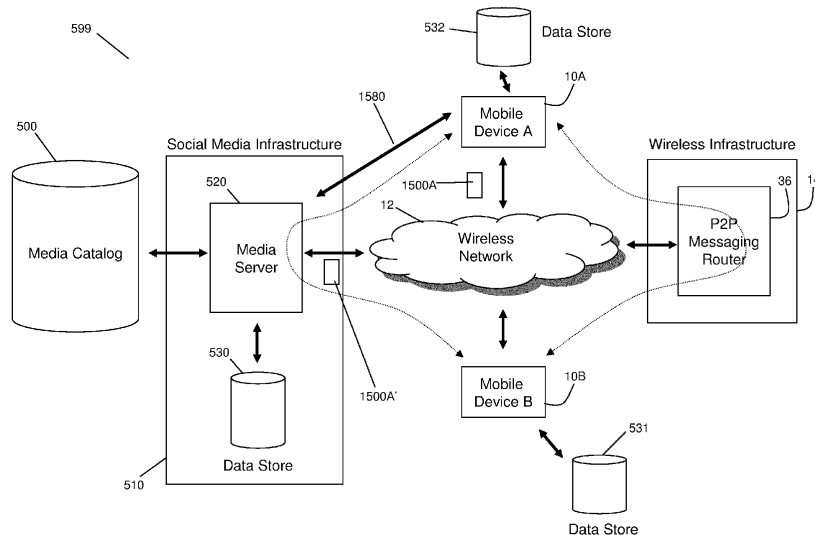 599
532
Data Store
10A
Mobile
Device A
1580
500
Social Media Infrastructure
Wireless Infrastructure
520
1500A
36
12
Media Catalog
Media
Server
Wireless
Network
P2P
Messaging
Router
530
1500A'
Data Store
510
Mobile
Device B
10B
531
Data Store